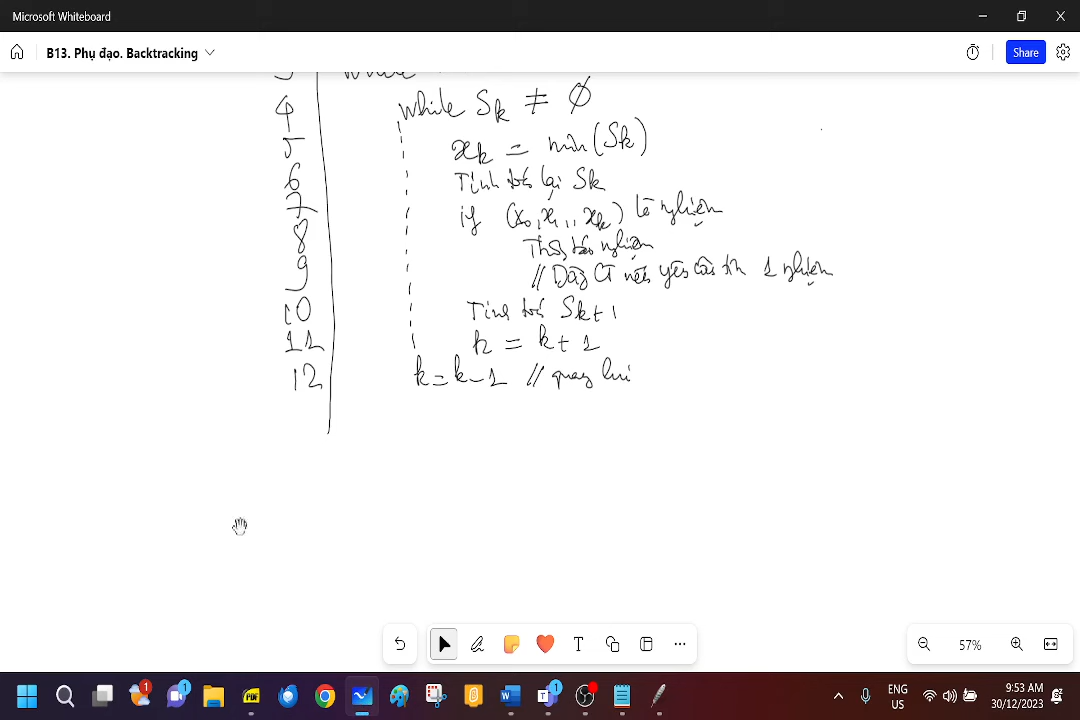 Microsoft Whiteboard
B13. Phụ đạo. Backtracking
Share
3 while
4 while Sk ≠ ∅
5 xk = min(Sk)
6 Tính toán lại Sk
7 if (x0, x1, .., xk) là nghiệm
8 Thông báo nghiệm
9 // Dừng CT nếu yêu cầu tìm 1 nghiệm
10 Tính toán Sk+1
11 k = k+1
12 k=k-1 // quay lui
57%
ENG
US
9:53 AM
30/12/2023